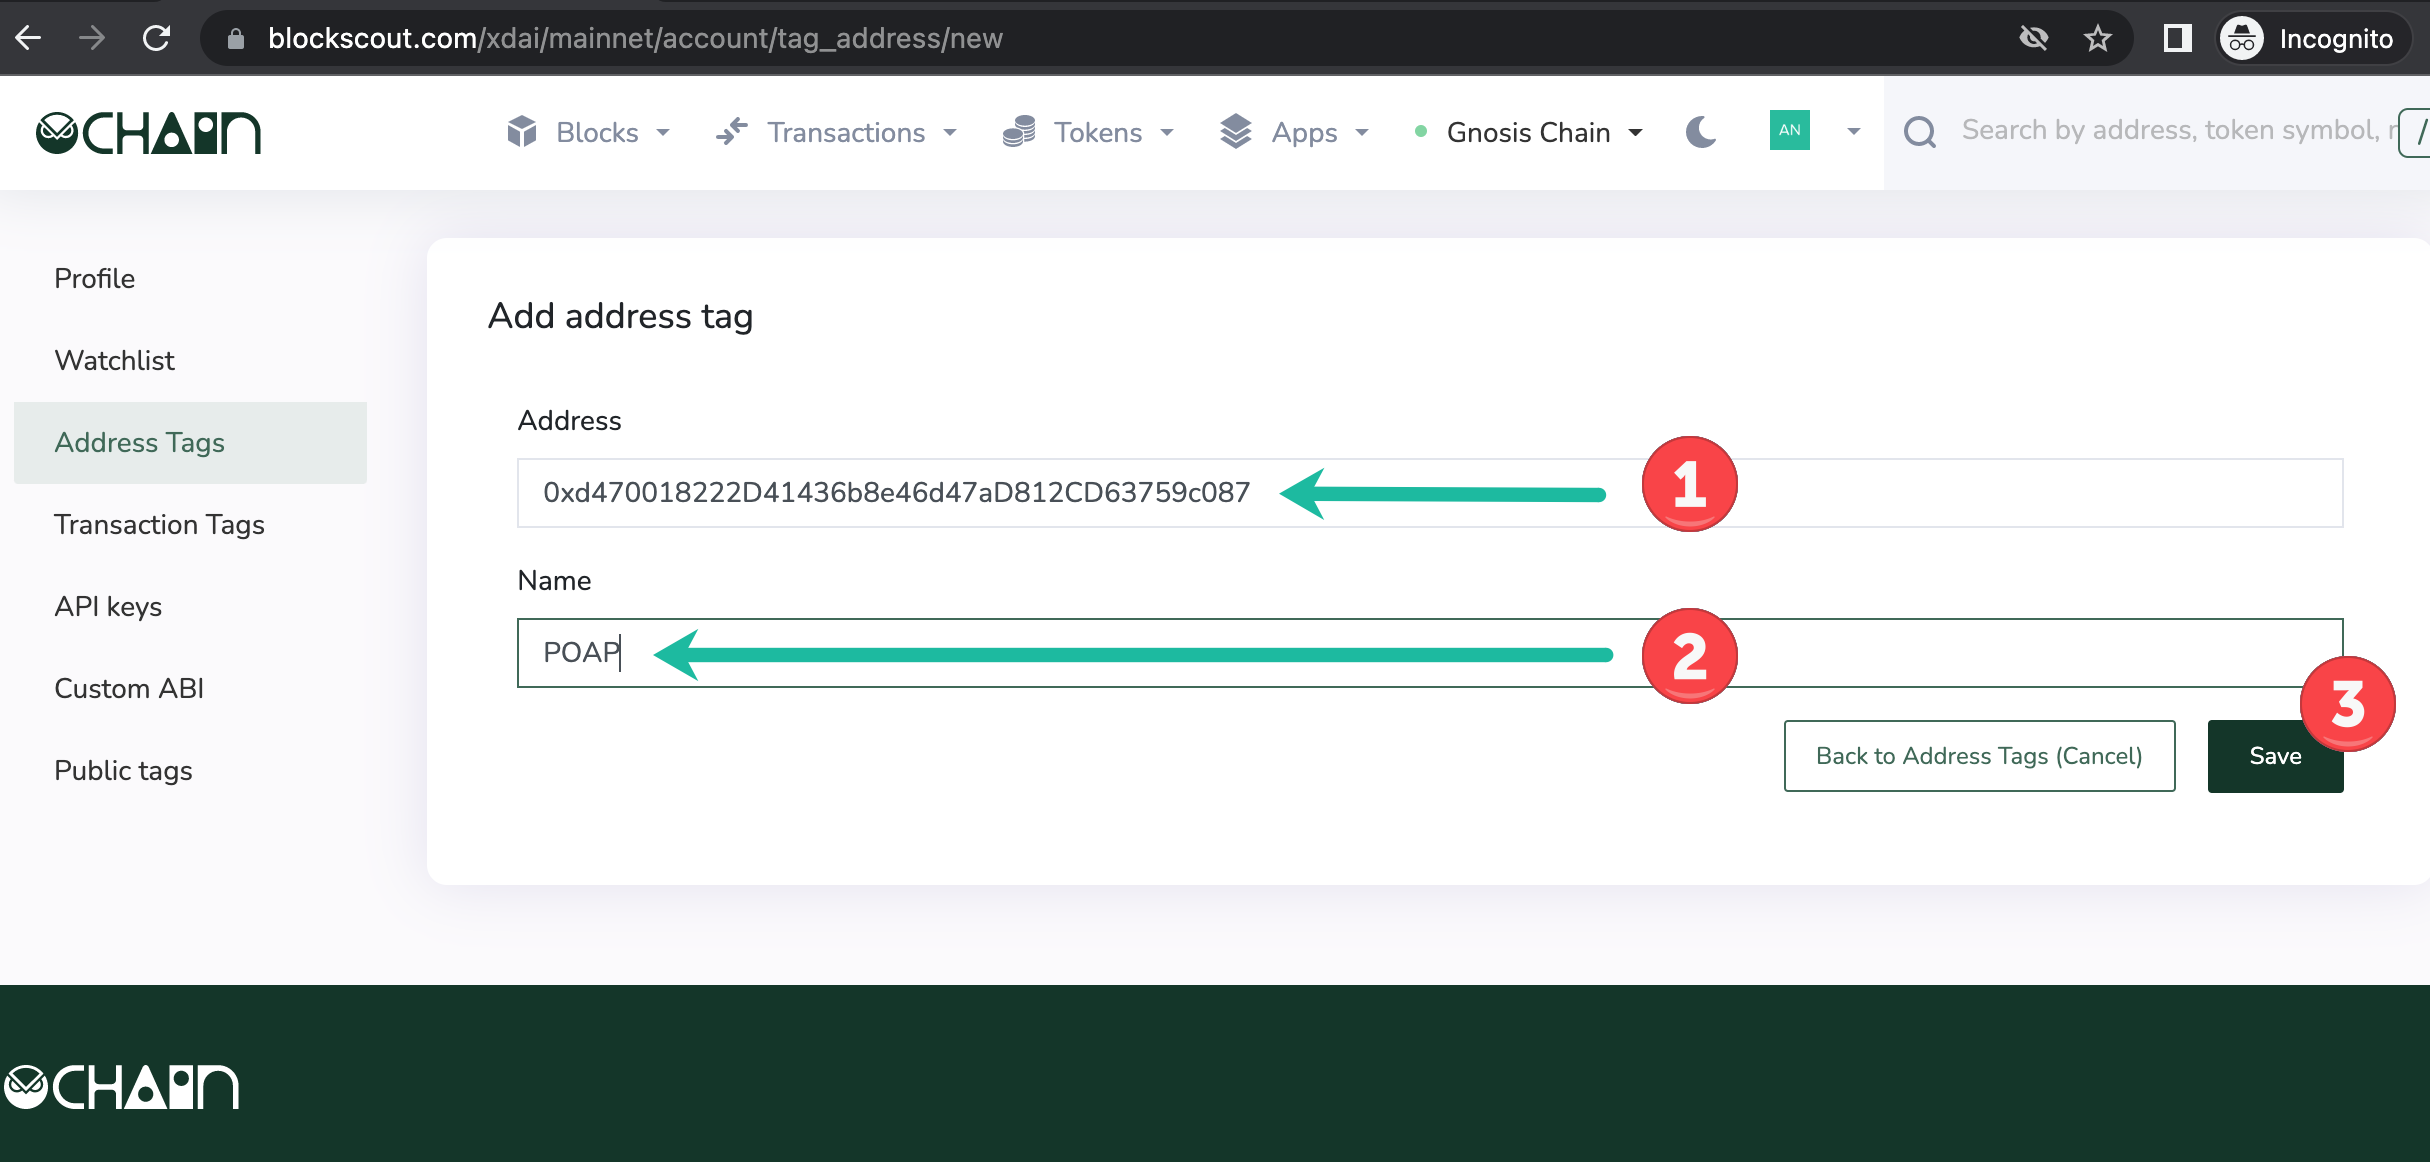 blockscout.com/xdai/mainnet/account/tag_address/new
Incognito
CHAIN
Blocks
Transactions
Tokens
Apps
Gnosis Chain
AN
Search by address, token symbol,
/
Profile
Watchlist
Address Tags
Transaction Tags
API keys
Custom ABI
Public tags
Add address tag
Address
0xd470018222D41436b8e46d47aD812CD63759c087
1
Name
POAP
2
3
Back to Address Tags (Cancel)
Save
CHAIN